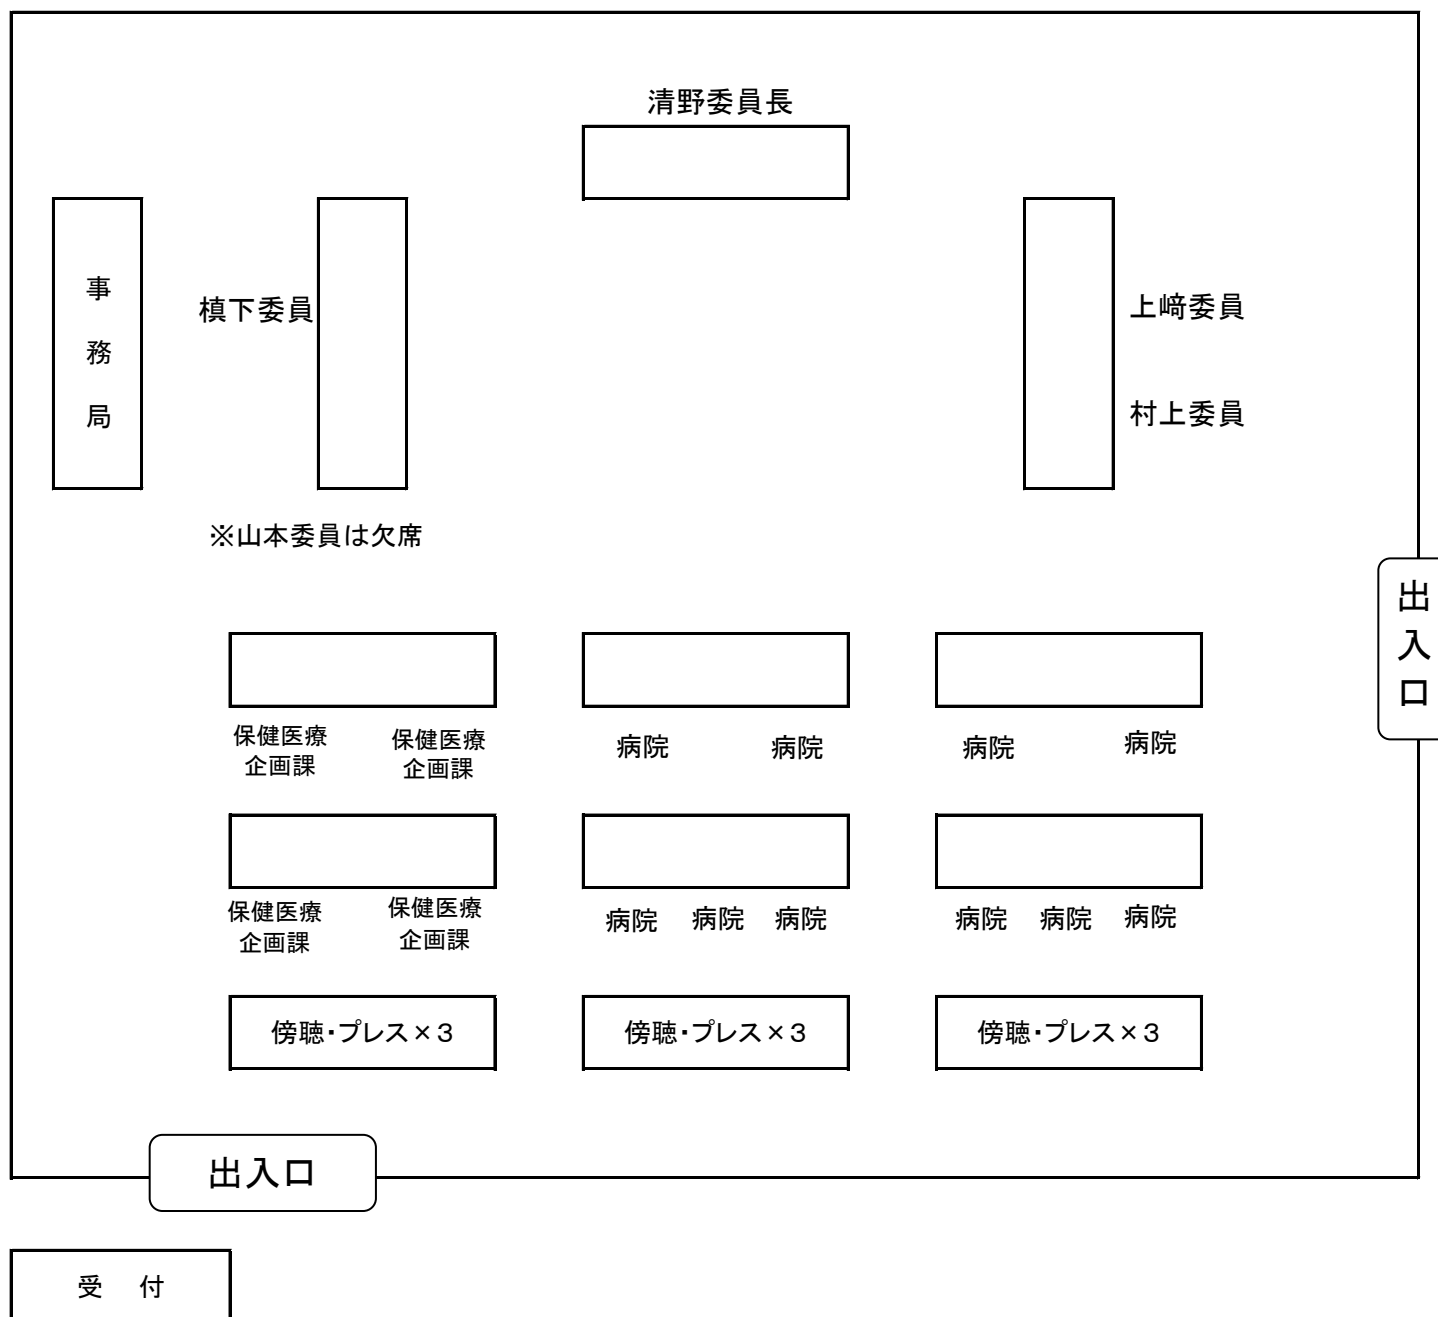 清野委員長
事
務
局
槙下委員
上﨑委員
村上委員
※山本委員は欠席
出
入
口
保健医療
企画課
保健医療
企画課
病院
病院
病院
病院
保健医療
企画課
保健医療
企画課
病院
病院
病院
病院
病院
病院
傍聴・プレス×3
傍聴・プレス×3
傍聴・プレス×3
出入口
受 付